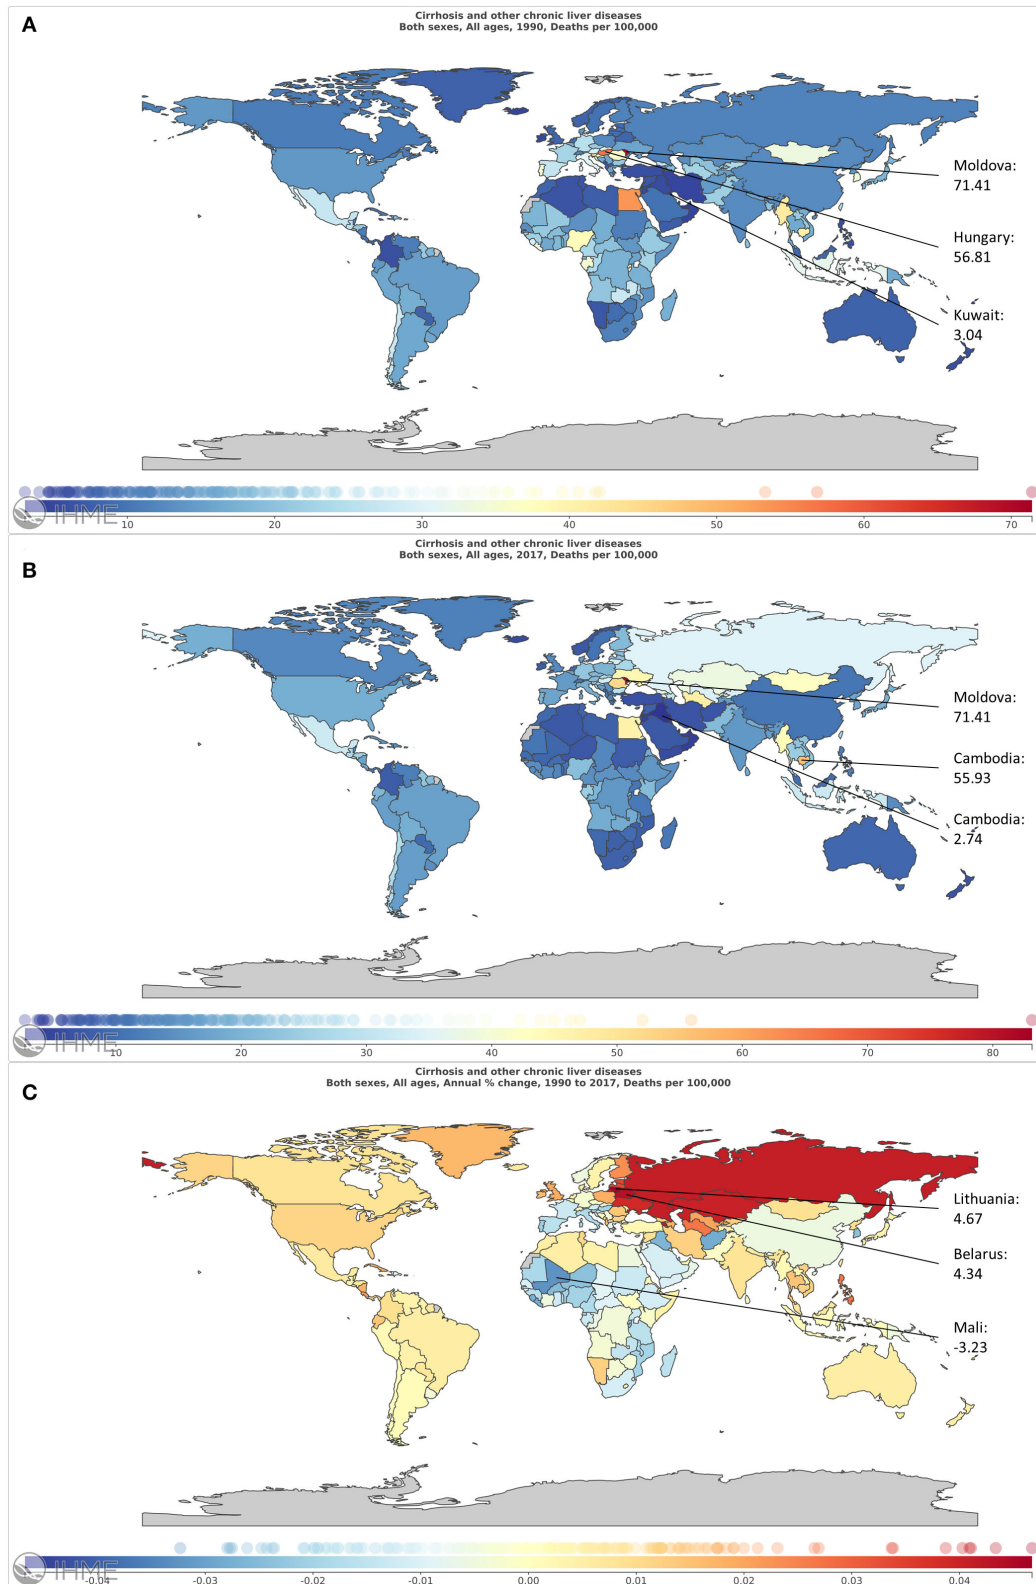 A
Cirrhosis and other chronic liver diseases
Both sexes, All ages, 1990, Deaths per 100,000
Moldova:
71.41
Hungary:
56.81
Kuwait:
3.04
IHME
10 20 30 40 50 60 70
Cirrhosis and other chronic liver diseases
Both sexes, All ages, 2017, Deaths per 100,000
B
Moldova:
71.41
Cambodia:
55.93
Cambodia:
2.74
IHME
10 20 30 40 50 60 70 80
Cirrhosis and other chronic liver diseases
Both sexes, All ages, Annual % change, 1990 to 2017, Deaths per 100,000
C
Lithuania:
4.67
Belarus:
4.34
Mali:
-3.23
IHME
-0.04 -0.03 -0.02 -0.01 0.00 0.01 0.02 0.03 0.04